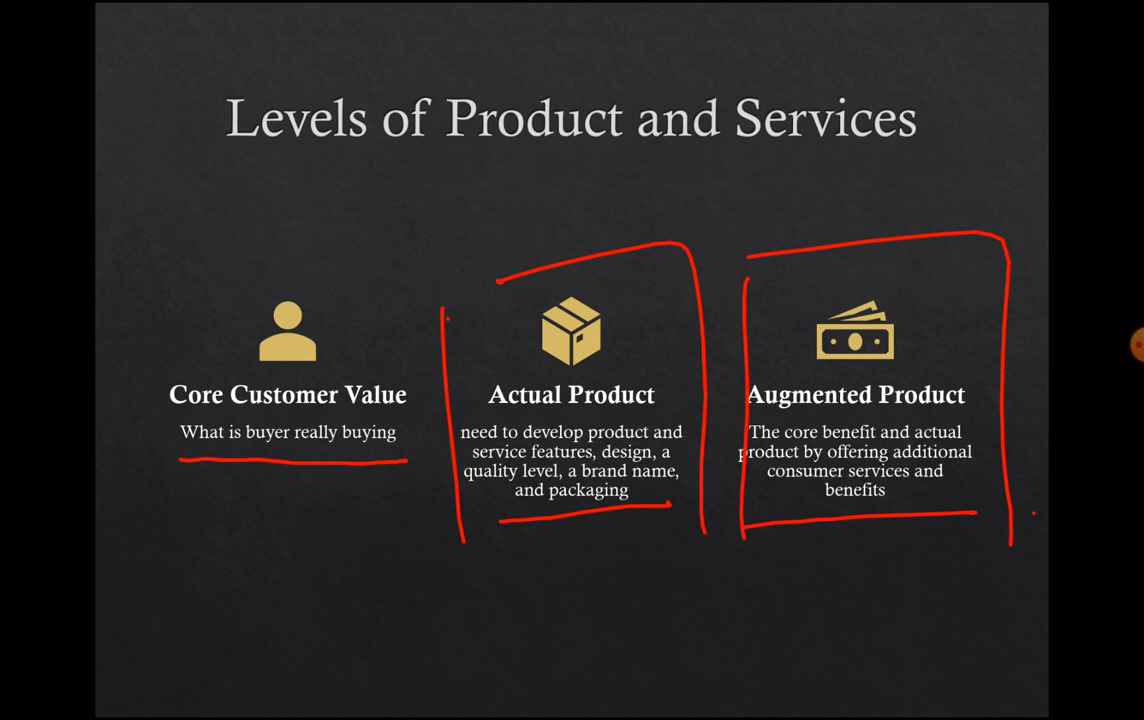 Levels of Product and Services
Core Customer Value
What is buyer really buying
Actual Product
need to develop product and
service features, design, a
quality level, a brand name,
and packaging
Augmented Product
The core benefit and actual
product by offering additional
consumer services and
benefits